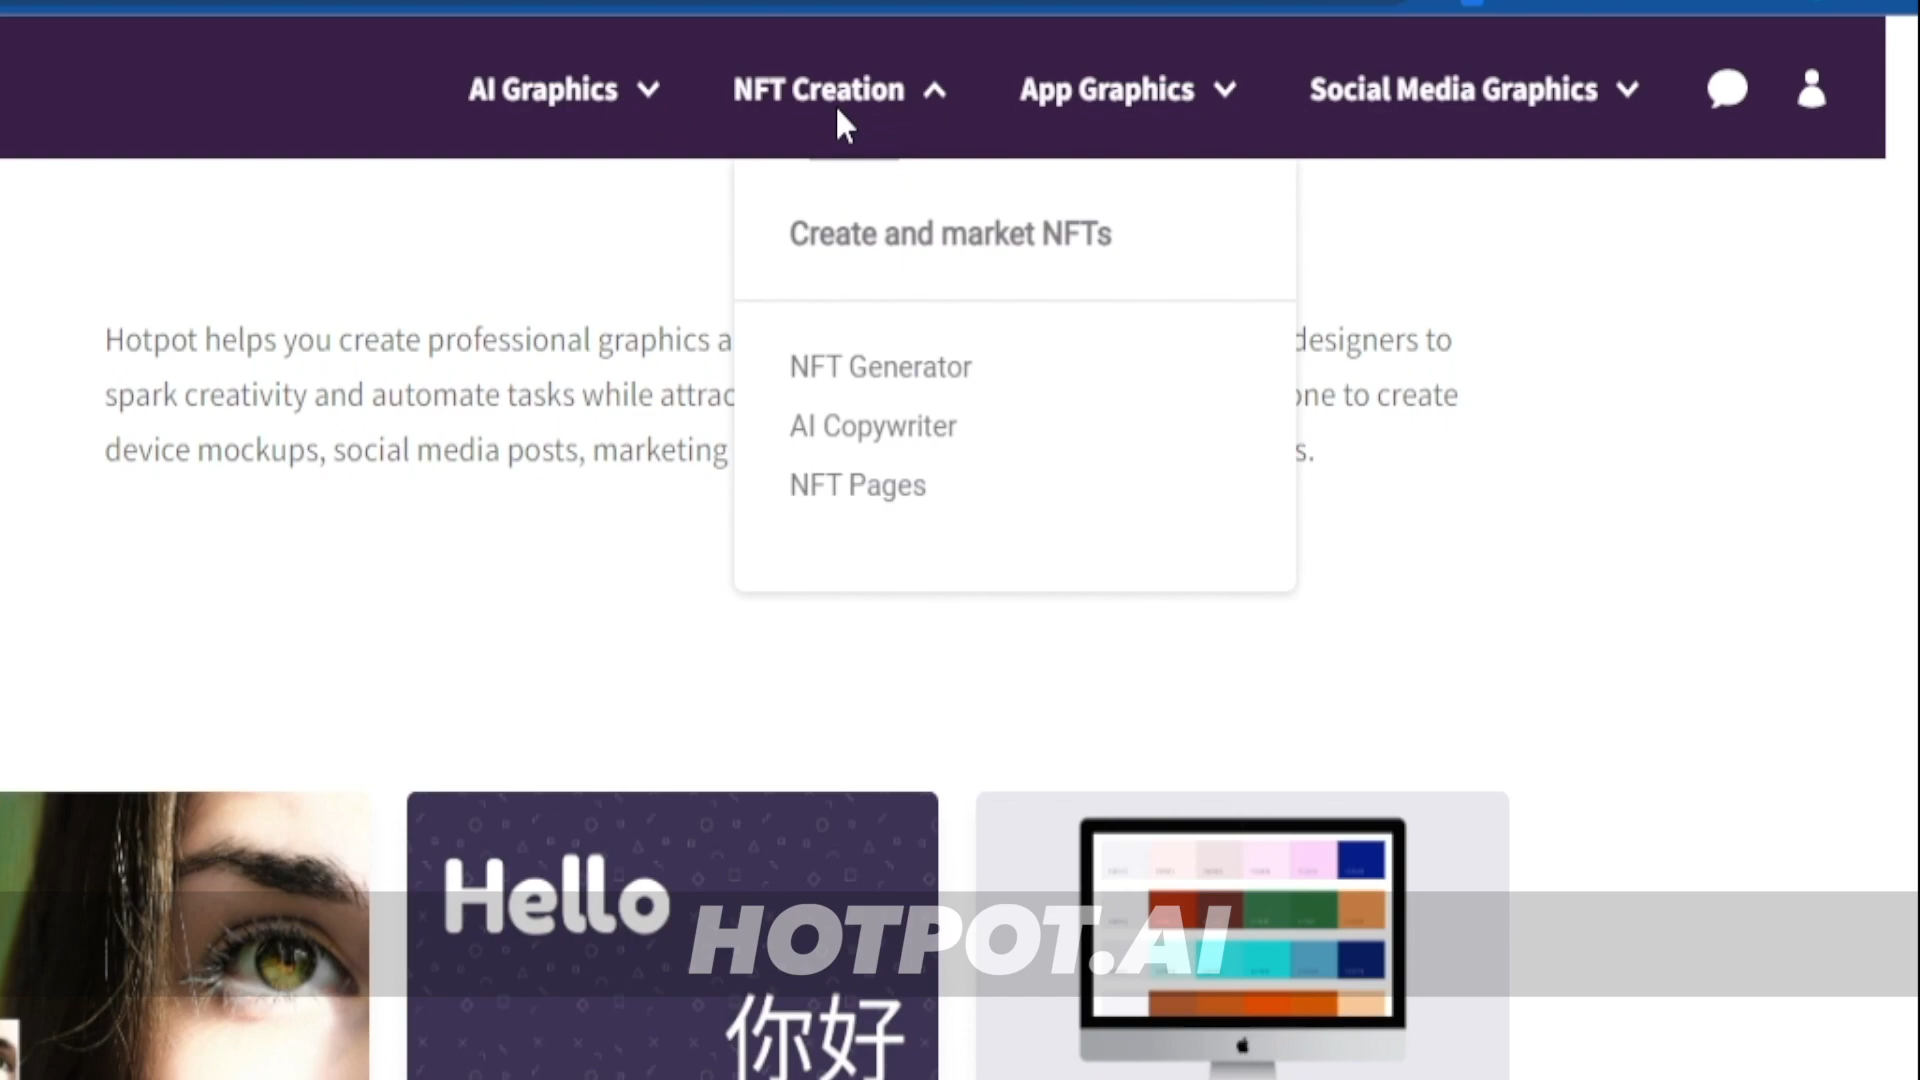 AI Graphics NFT Creation App Graphics Social Media Graphics
Create and market NFTs
Hotpot helps you create professional graphics a designers to
spark creativity and automate tasks while attrac one to create
device mockups, social media posts, marketing s.
NFT Generator
AI Copywriter
NFT Pages
Hello
HOTPOT.AI
你好